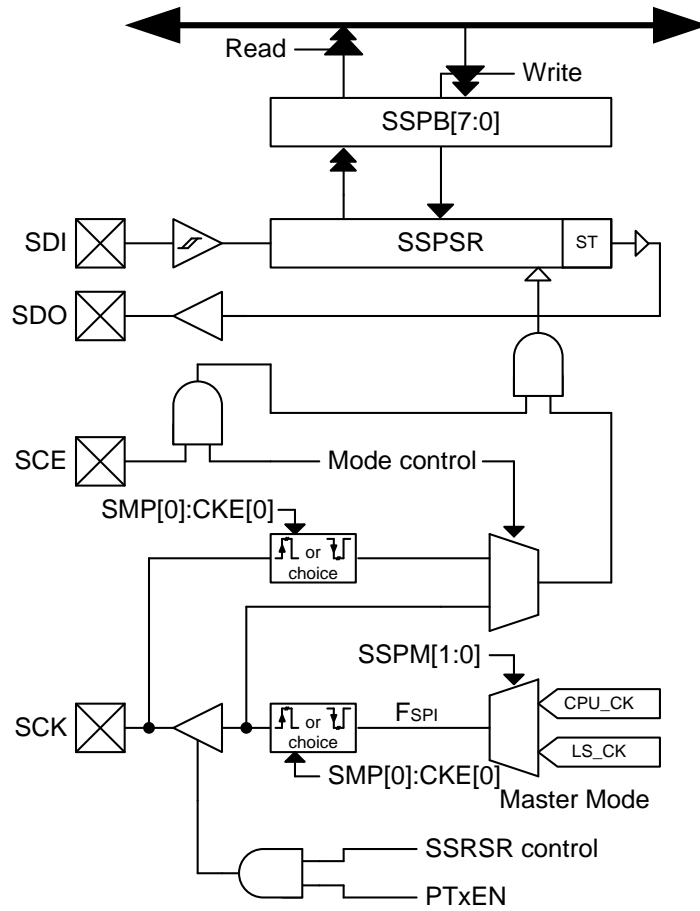 Read
Write
SSPB[7:0]
SDI
SSPSR
ST
SDO
SCE
Mode control
SMP[0]:CKE[0]
or
choice
SSPM[1:0]
SCK
or
choice
FSPI
CPU_CK
LS_CK
SMP[0]:CKE[0]
Master Mode
SSRSR control
PTxEN